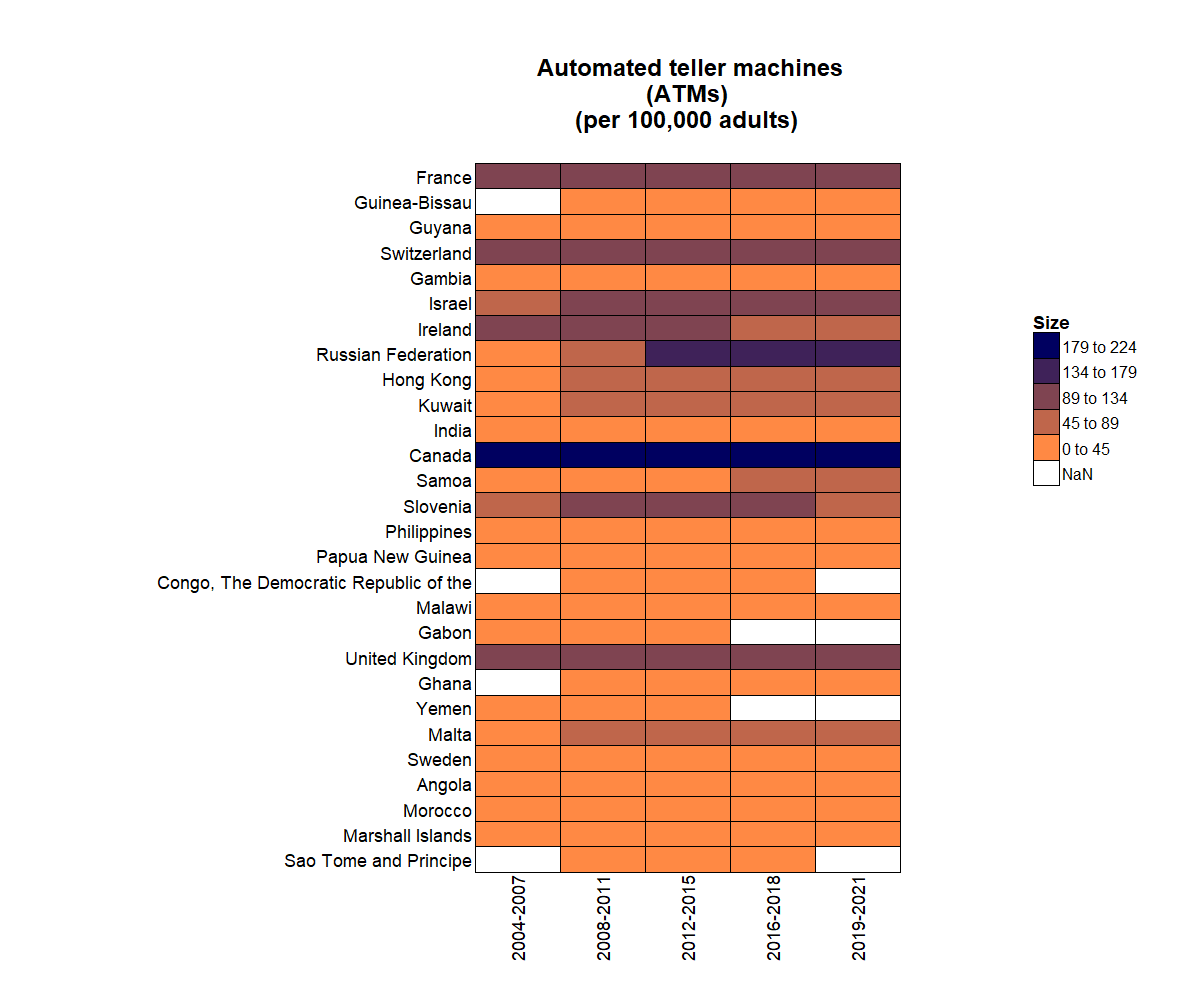 Automated teller machines
(ATMs)
(per 100,000 adults)
France
Guinea-Bissau
Guyana
Switzerland
Gambia
Israel
Ireland
Russian Federation
Hong Kong
Kuwait
India
Canada
Samoa
Slovenia
Philippines
Papua New Guinea
Congo, The Democratic Republic of the
Malawi
Gabon
United Kingdom
Ghana
Yemen
Malta
Sweden
Angola
Morocco
Marshall Islands
Sao Tome and Principe
2004-2007
2008-2011
2012-2015
2016-2018
2019-2021
Size
179 to 224
134 to 179
89 to 134
45 to 89
0 to 45
NaN